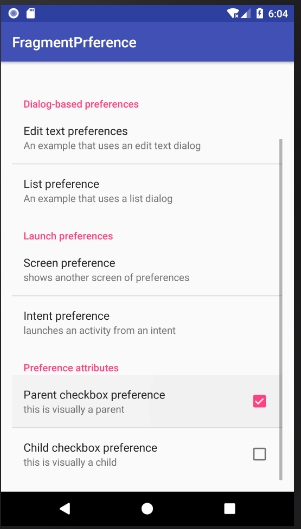 6:04
FragmentPrference
Dialog-based preferences
Edit text preferences
An example that uses an edit text dialog
List preference
An example that uses a list dialog
Launch preferences
Screen preference
shows another screen of preferences
Intent preference
launches an activity from an intent
Preference attributes
Parent checkbox preference
this is visually a parent
Child checkbox preference
this is visually a child